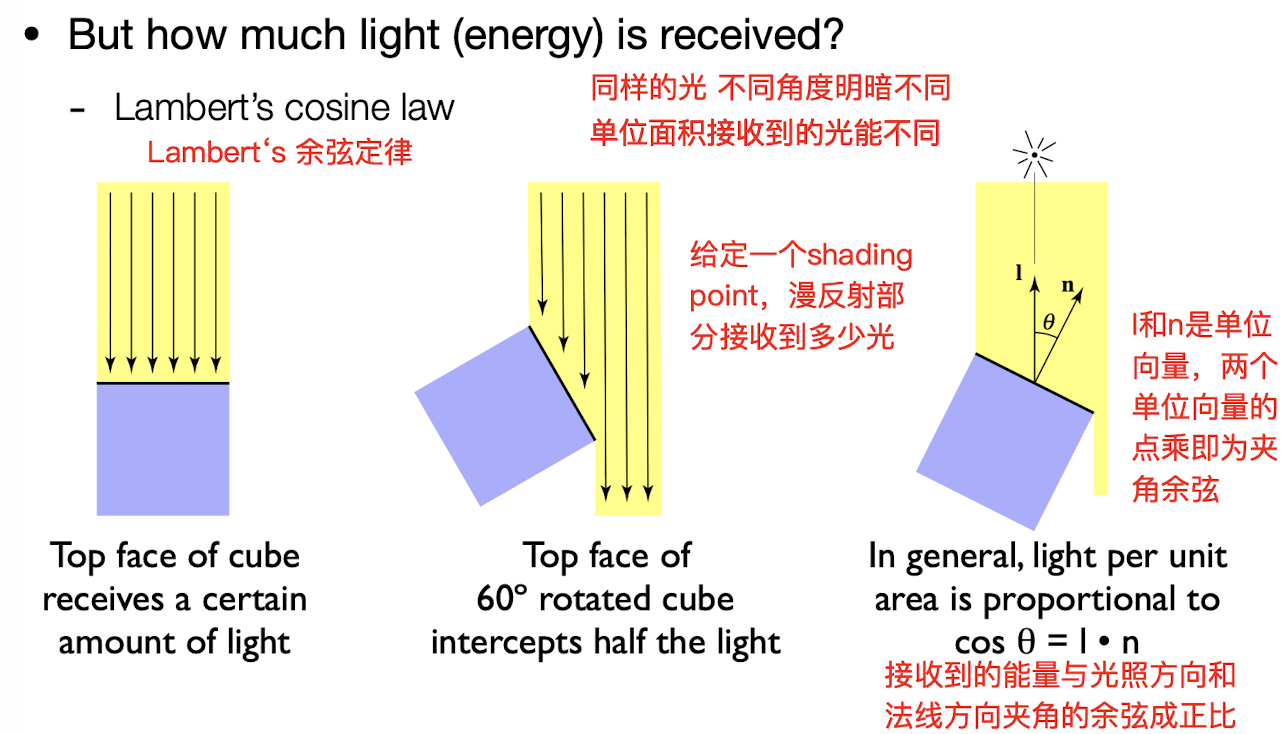 • But how much light (energy) is received?
- Lambert's cosine law
Lambert‘s 余弦定律
同样的光 不同角度明暗不同
单位面积接收到的光能不同
给定一个shading
point，漫反射部
分接收到多少光
l
n
θ
l和n是单位
向量，两个
单位向量的
点乘即为夹
角余弦
Top face of cube
receives a certain
amount of light
Top face of
60º rotated cube
intercepts half the light
In general, light per unit
area is proportional to
cos θ = l • n
接收到的能量与光照方向和
法线方向夹角的余弦成正比